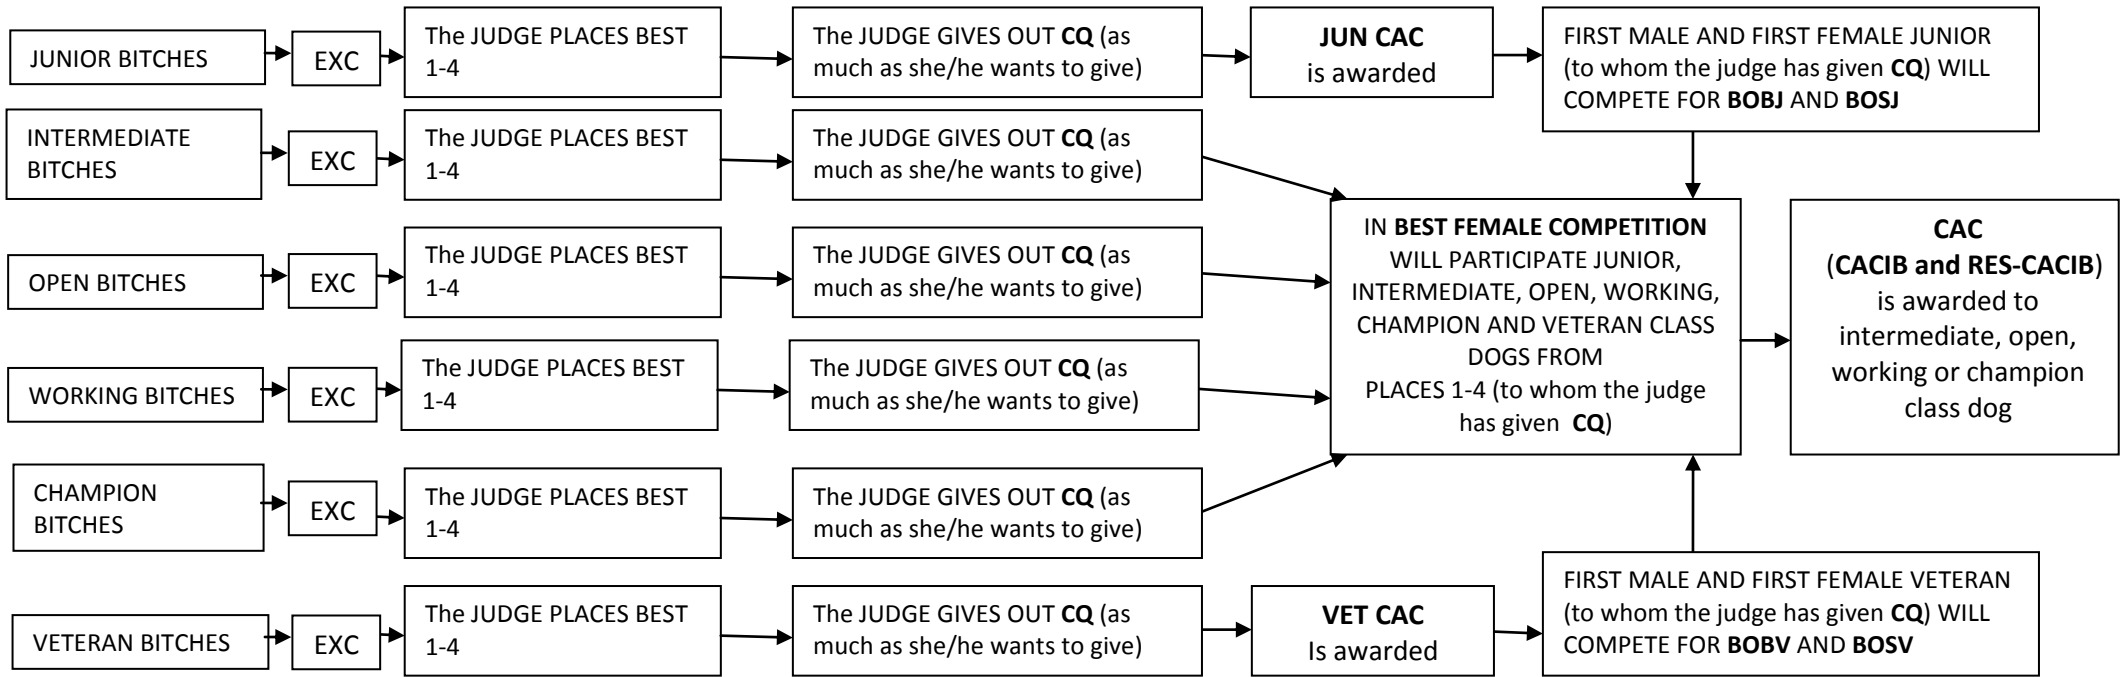 JUNIOR BITCHES
EXC
The JUDGE PLACES BEST
1-4
The JUDGE GIVES OUT CQ (as
much as she/he wants to give)
JUN CAC
is awarded
FIRST MALE AND FIRST FEMALE JUNIOR
(to whom the judge has given CQ) WILL
COMPETE FOR BOBJ AND BOSJ
INTERMEDIATE
BITCHES
EXC
The JUDGE PLACES BEST
1-4
The JUDGE GIVES OUT CQ (as
much as she/he wants to give)
OPEN BITCHES
EXC
The JUDGE PLACES BEST
1-4
The JUDGE GIVES OUT CQ (as
much as she/he wants to give)
WORKING BITCHES
EXC
The JUDGE PLACES BEST
1-4
The JUDGE GIVES OUT CQ (as
much as she/he wants to give)
CHAMPION
BITCHES
EXC
The JUDGE PLACES BEST
1-4
The JUDGE GIVES OUT CQ (as
much as she/he wants to give)
IN BEST FEMALE COMPETITION
WILL PARTICIPATE JUNIOR,
INTERMEDIATE, OPEN, WORKING,
CHAMPION AND VETERAN CLASS
DOGS FROM
PLACES 1-4 (to whom the judge
has given CQ)
CAC
(CACIB and RES-CACIB)
is awarded to
intermediate, open,
working or champion
class dog
VETERAN BITCHES
EXC
The JUDGE PLACES BEST
1-4
The JUDGE GIVES OUT CQ (as
much as she/he wants to give)
VET CAC
Is awarded
FIRST MALE AND FIRST FEMALE VETERAN
(to whom the judge has given CQ) WILL
COMPETE FOR BOBV AND BOSV